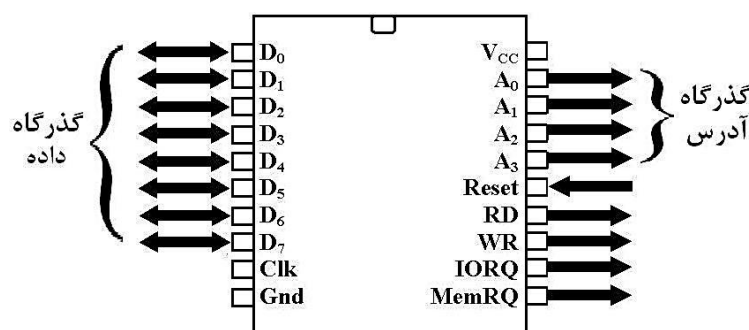 گذرگاه
داده
D₀
D₁
D₂
D₃
D₄
D₅
D₆
D₇
Clk
Gnd
V_CC
A₀
A₁
A₂
A₃
Reset
RD
WR
IORQ
MemRQ
گذرگاه
آدرس